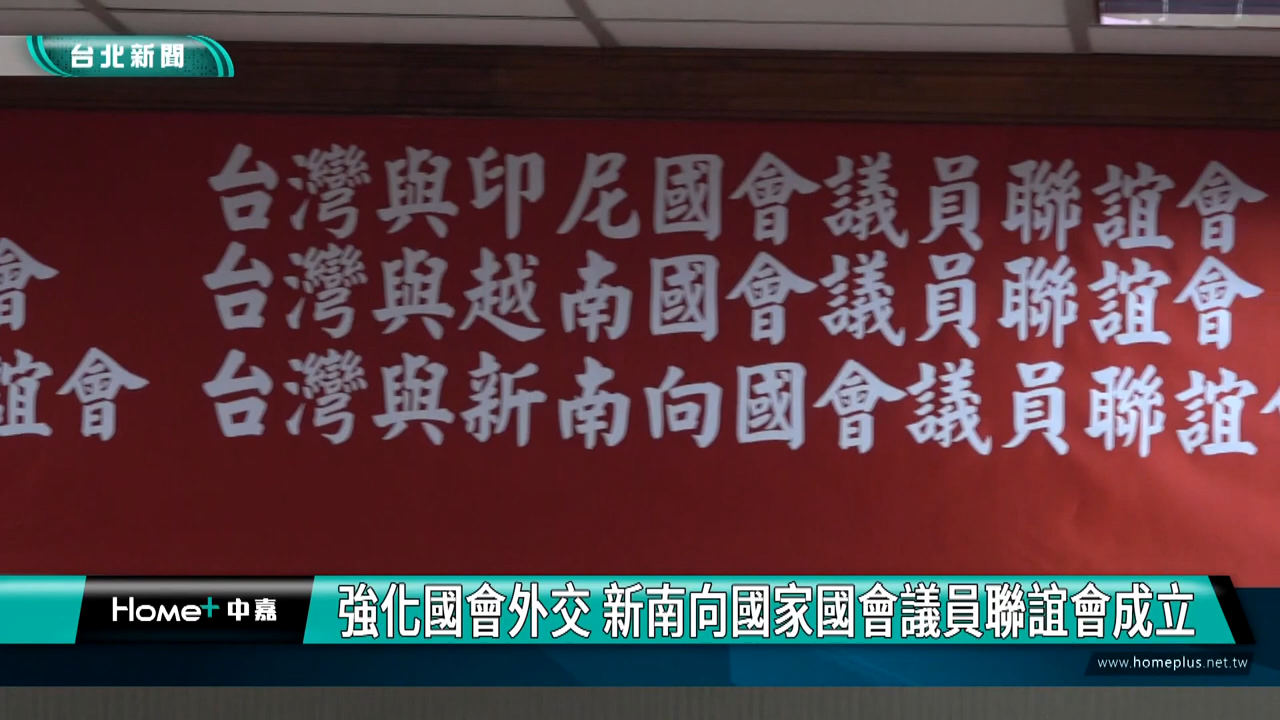 台北新聞
台灣與印尼國會議員聯誼會
會 台灣與越南國會議員聯誼會
誼會 台灣與新南向國會議員聯誼
Home+ 中嘉
強化國會外交 新南向國家國會議員聯誼會成立
www.homeplus.net.tw